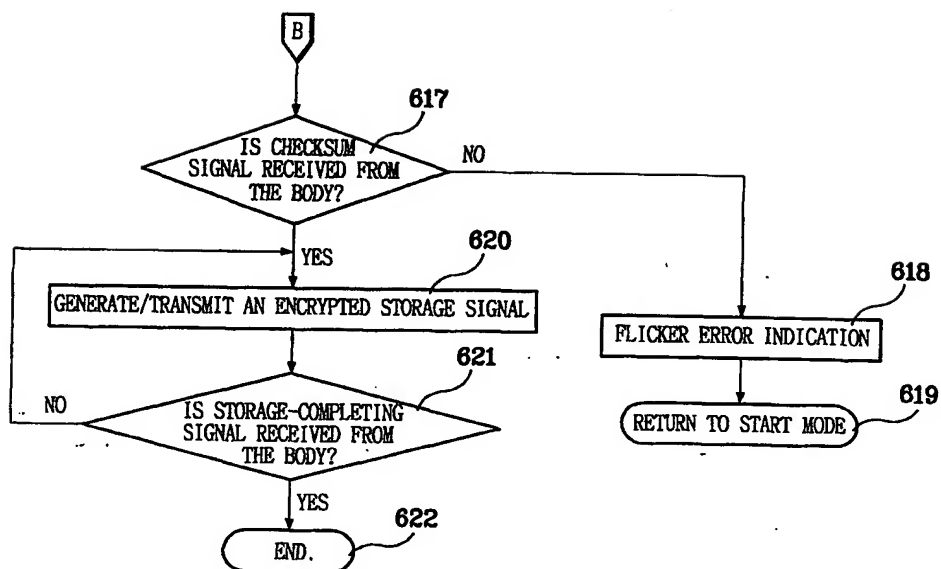 B
617
IS CHECKSUM
SIGNAL RECEIVED FROM
THE BODY?
NO
YES
620
GENERATE/TRANSMIT AN ENCRYPTED STORAGE SIGNAL
618
FLICKER ERROR INDICATION
621
NO
IS STORAGE-COMPLETING
SIGNAL RECEIVED FROM
THE BODY?
619
RETURN TO START MODE
YES
622
END.